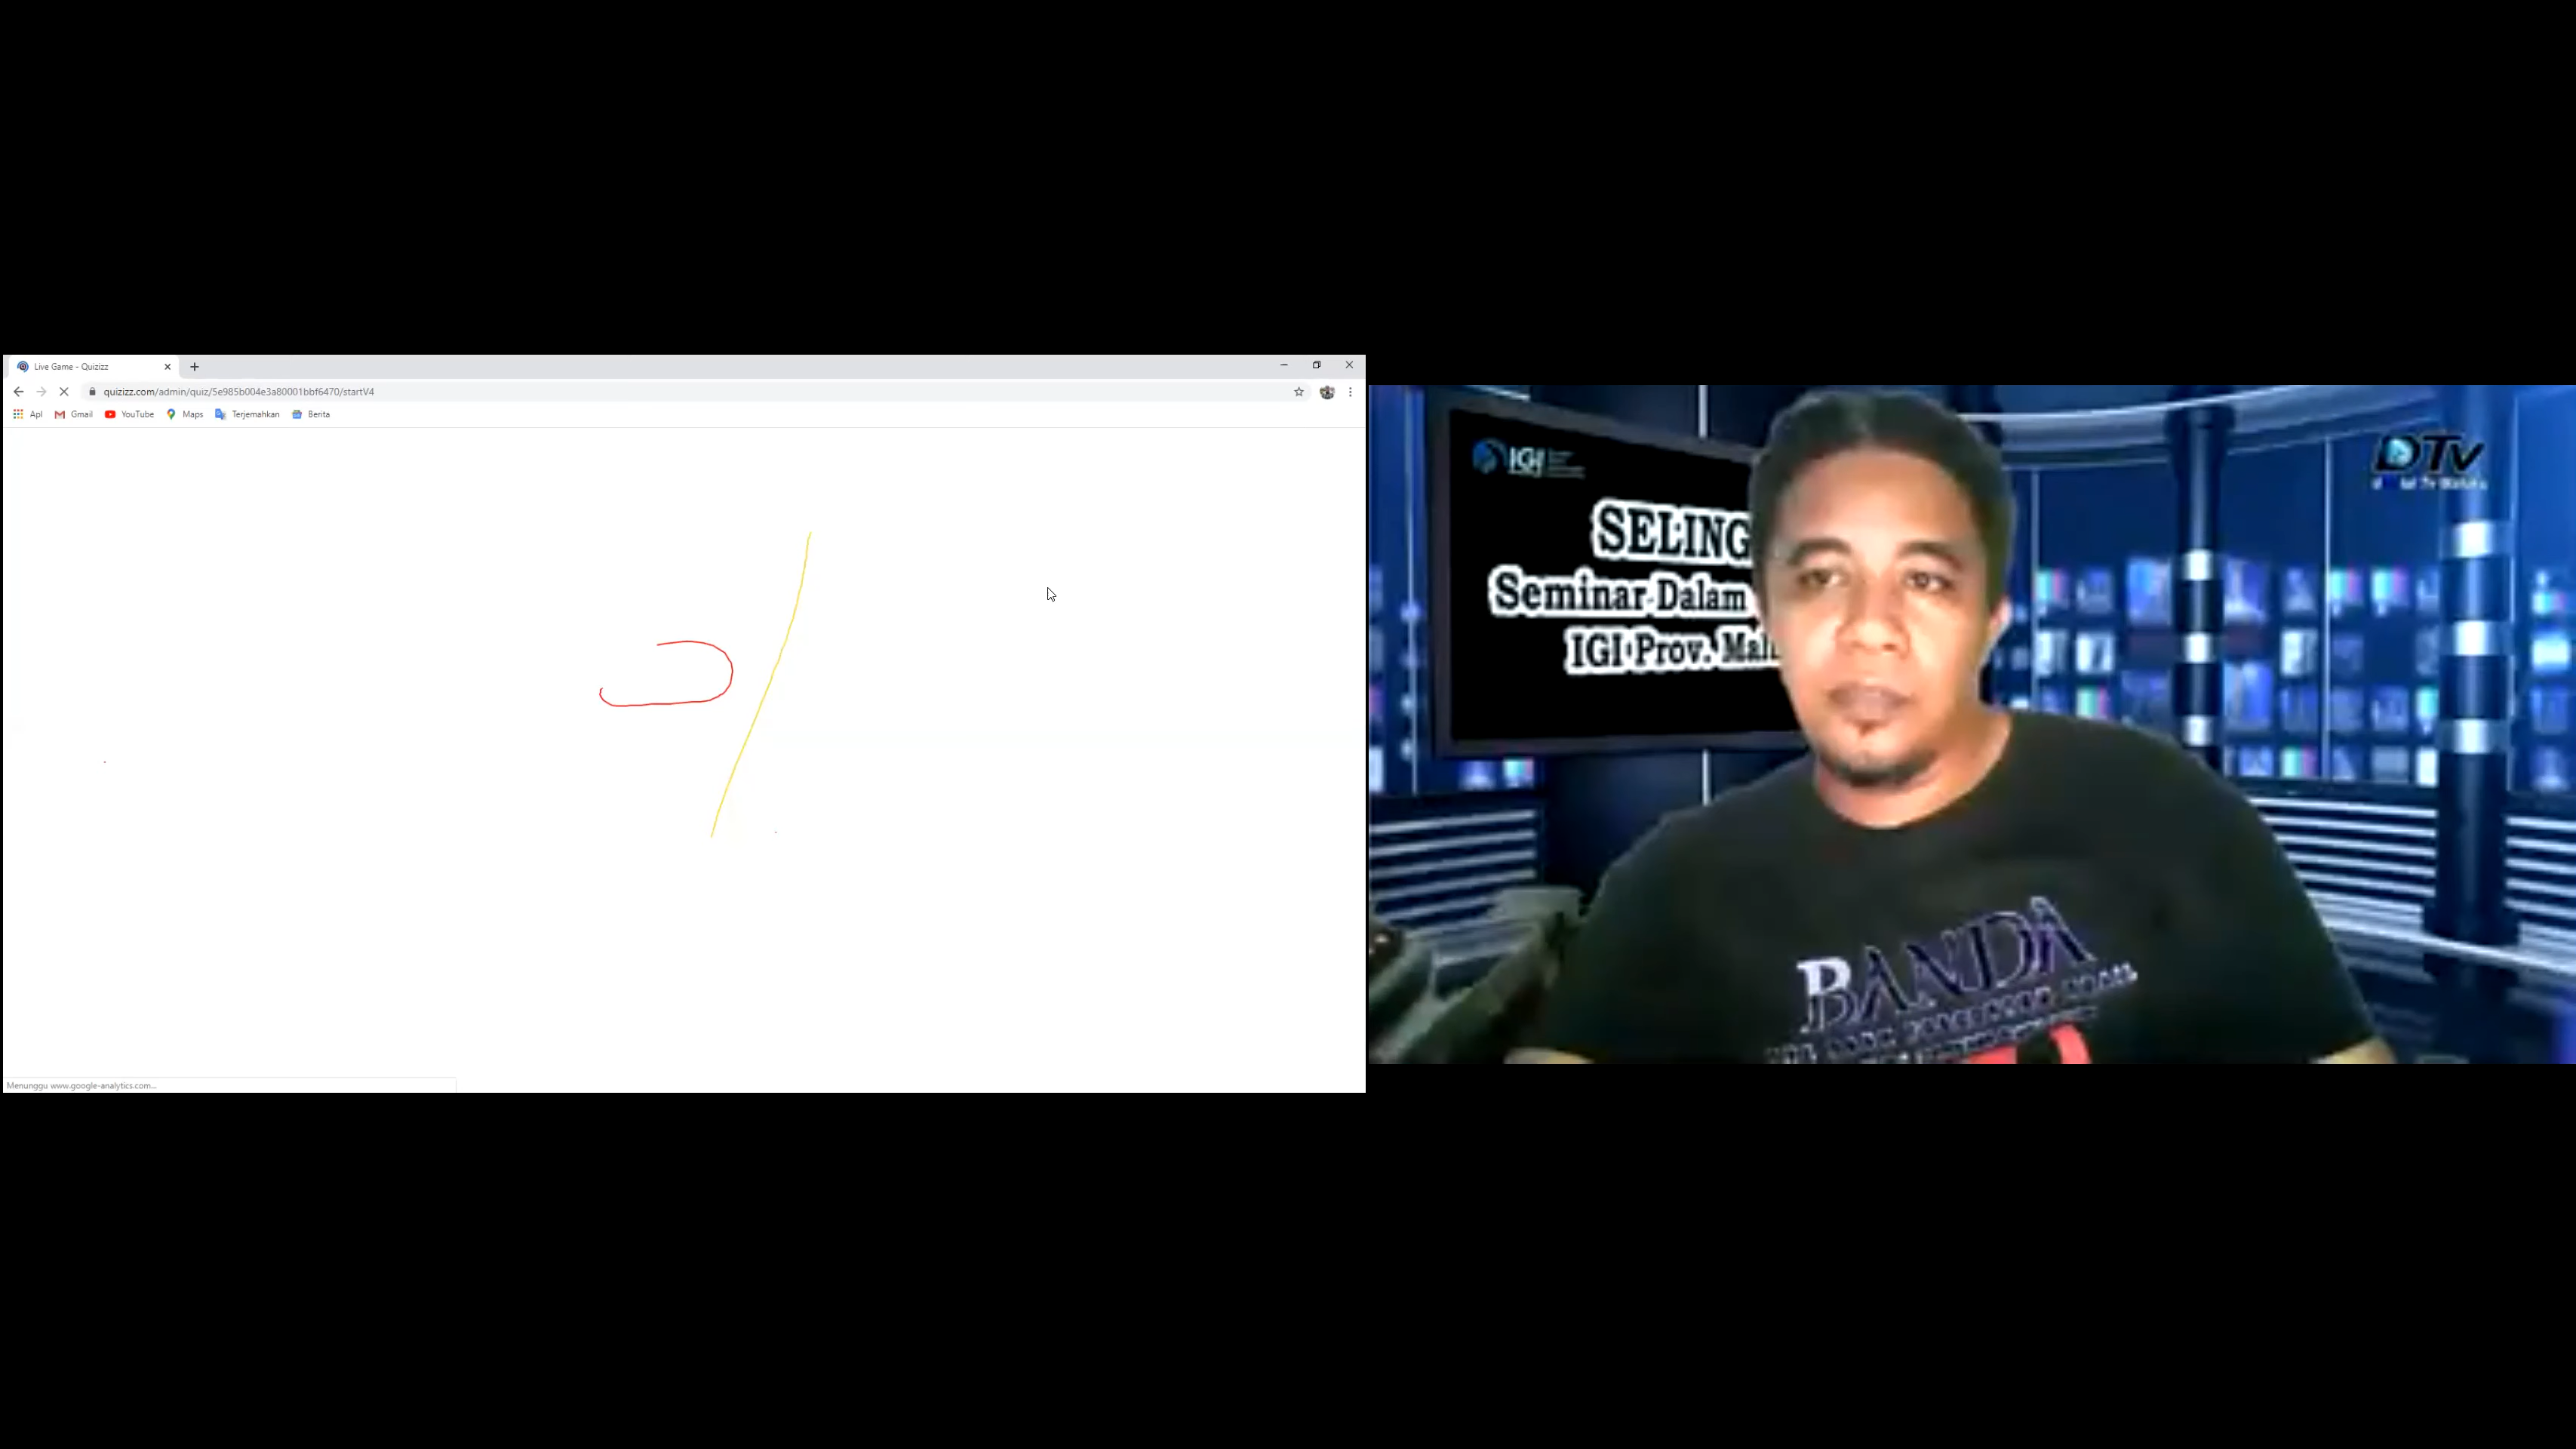 Live Game - Quizizz
quizizz.com/admin/quiz/5e985b004e3a80001bbf6470/startV4
Apl Gmail YouTube Maps Terjemahkan Berita
Menunggu www.google-analytics.com...
IGI
SELING
Seminar Dalam
IGI Prov. Mal
DTv
BANDA